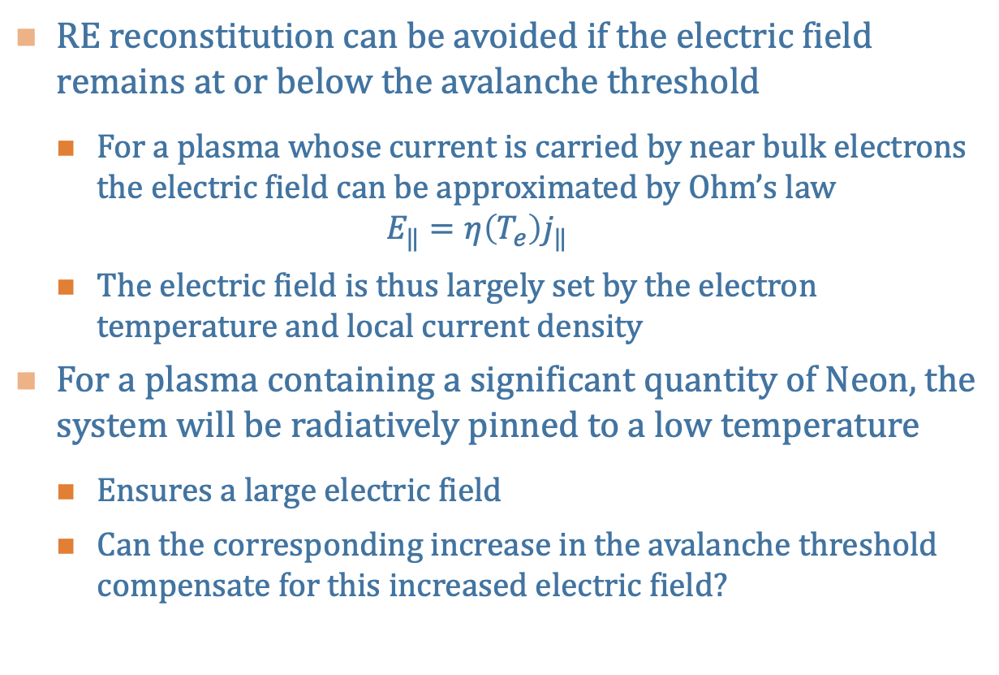 RE reconstitution can be avoided if the electric field
remains at or below the avalanche threshold
For a plasma whose current is carried by near bulk electrons
the electric field can be approximated by Ohm’s law
E∥ = η(Te)j∥
The electric field is thus largely set by the electron
temperature and local current density
For a plasma containing a significant quantity of Neon, the
system will be radiatively pinned to a low temperature
Ensures a large electric field
Can the corresponding increase in the avalanche threshold
compensate for this increased electric field?